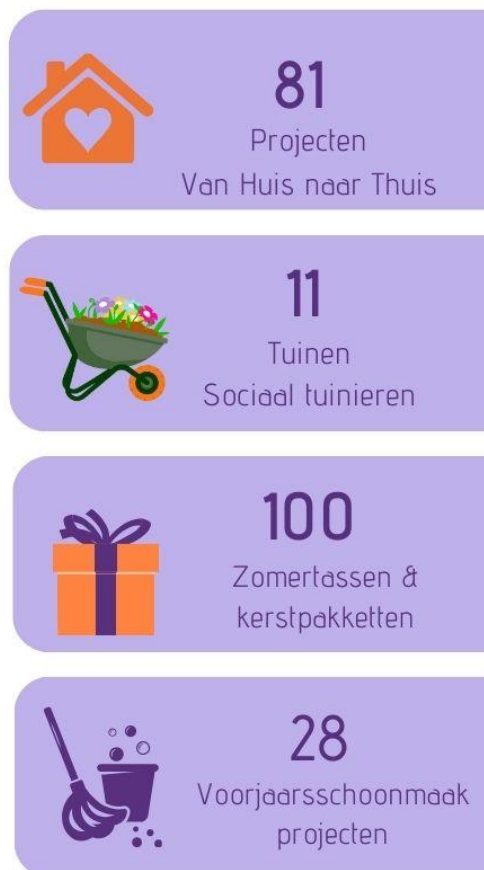 81
Projecten
Van Huis naar Thuis
11
Tuinen
Sociaal tuinieren
100
Zomertassen &
kerstpakketten
28
Voorjaarsschoonmaak
projecten